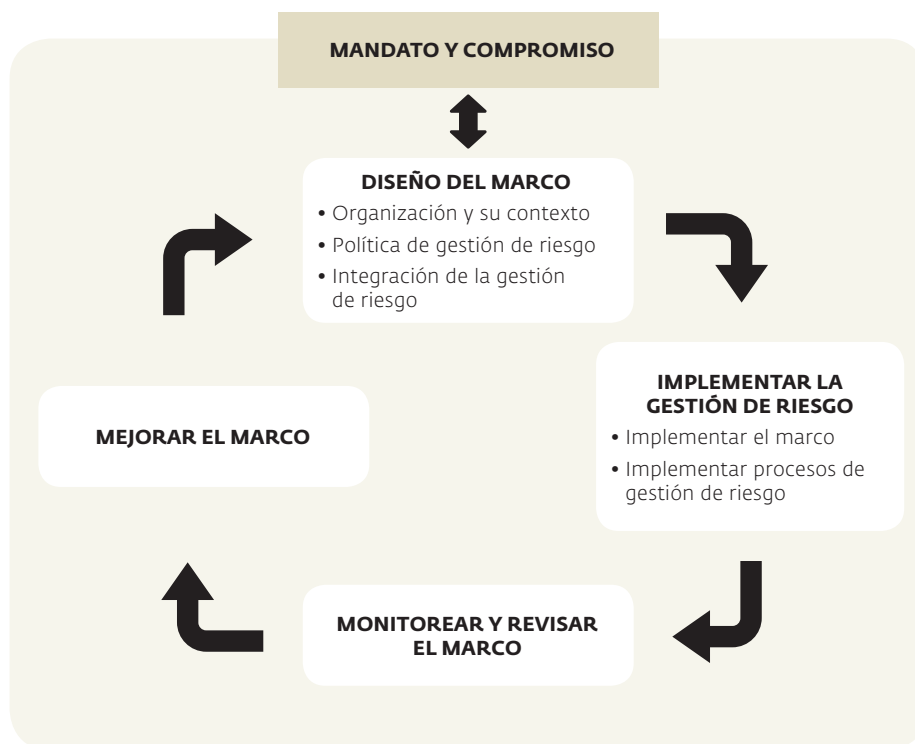 MANDATO Y COMPROMISO
DISEÑO DEL MARCO
• Organización y su contexto
• Política de gestión de riesgo
• Integración de la gestión
de riesgo
IMPLEMENTAR LA
GESTIÓN DE RIESGO
• Implementar el marco
• Implementar procesos de
gestión de riesgo
MONITOREAR Y REVISAR
EL MARCO
MEJORAR EL MARCO